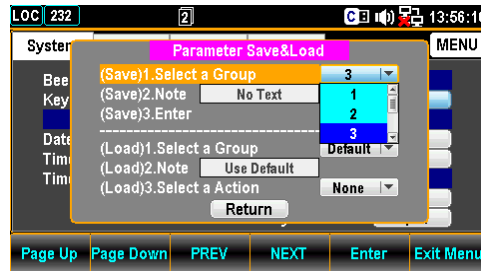 LOC 232 2 C 13:56:16
System MENU
Parameter Save&Load
(Save)1.Select a Group 3
(Save)2.Note No Text
(Save)3.Enter
1
2
3
(Load)1.Select a Group Default
(Load)2.Note Use Default
(Load)3.Select a Action None
Return
Bee
Key
Date
Tim
Tim
Page Up Page Down PREV NEXT Enter Exit Menu